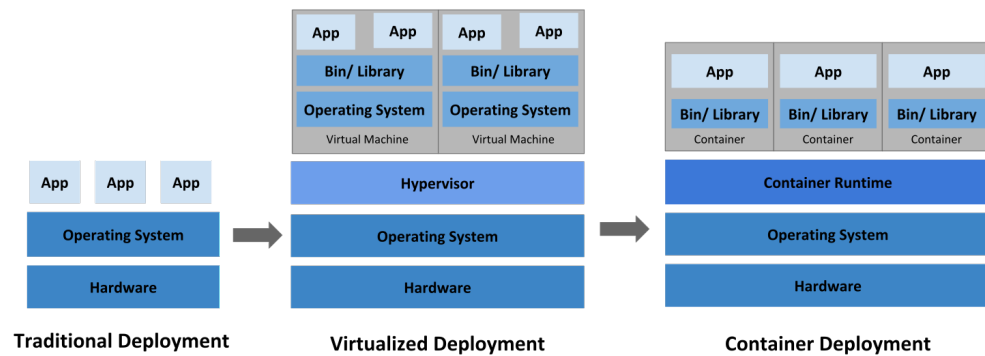 App App App
Operating System
Hardware
Traditional Deployment
App App App App
Bin/ Library Bin/ Library
Operating System Operating System
Virtual Machine Virtual Machine
Hypervisor
Operating System
Hardware
Virtualized Deployment
App App App
Bin/ Library Bin/ Library Bin/ Library
Container Container Container
Container Runtime
Operating System
Hardware
Container Deployment